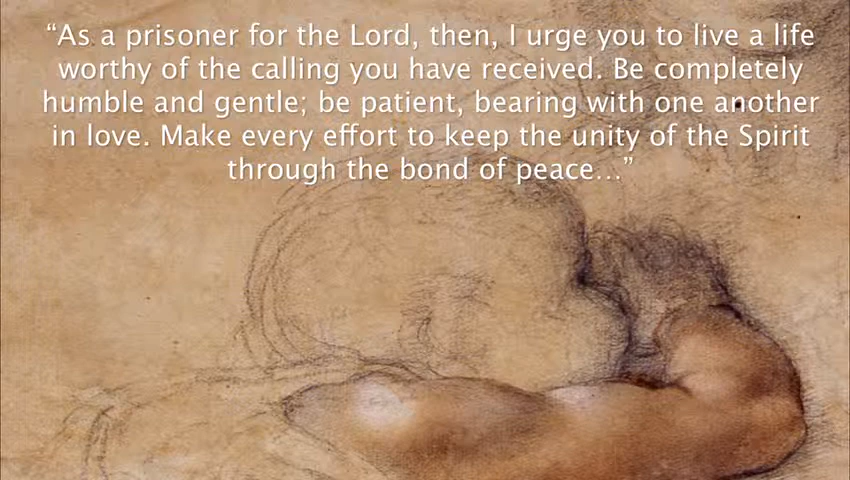 “As a prisoner for the Lord, then, I urge you to live a life
worthy of the calling you have received. Be completely
humble and gentle; be patient, bearing with one another
in love. Make every effort to keep the unity of the Spirit
through the bond of peace…”